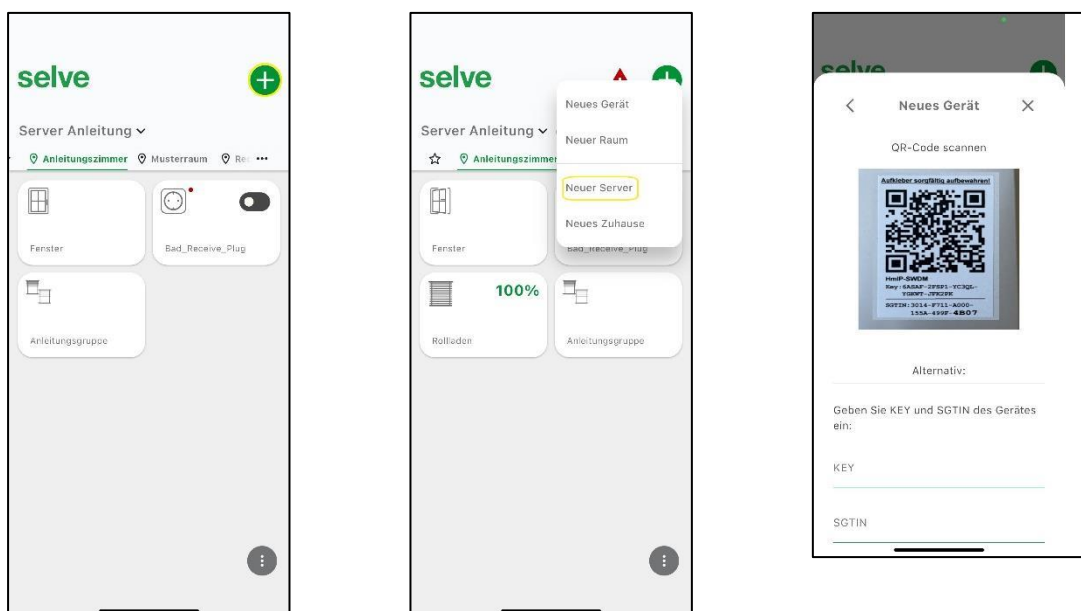 selve
Server Anleitung
Anleitungszimmer Musterraum
Fenster
Bad_Receive_Plug
Anleitungsgruppe
selve
Server Anleitung
Anleitungszimmer
Fenster
Bad_Receive_Plug
100%
Rollladen
Anleitungsgruppe
Neues Gerät
Neuer Raum
Neuer Server
Neues Zuhause
selve
Neues Gerät
QR-Code scannen
Aufkleber sorgfältig aufbewahren!
HmIP-SWDM
Alternativ:
Geben Sie KEY und SGTIN des Gerätes
ein:
KEY
SGTIN